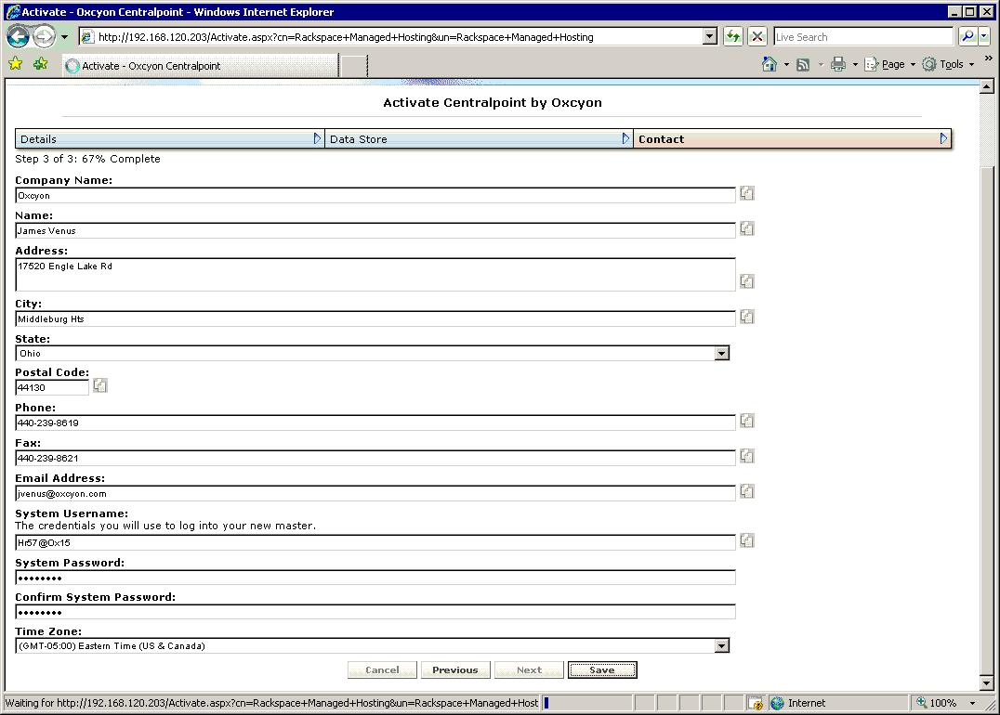 Activate - Oxcyon Centralpoint - Windows Internet Explorer
http://192.168.120.203/Activate.aspx?cn=Rackspace+Managed+Hosting&un=Rackspace+Managed+Hosting
Live Search
Activate - Oxcyon Centralpoint
Page
Tools
Activate Centralpoint by Oxcyon
Details
Data Store
Contact
Step 3 of 3: 67% Complete
Company Name:
Oxcyon
Name:
James Venus
Address:
17520 Engle Lake Rd
City:
Middleburg Hts
State:
Ohio
Postal Code:
44130
Phone:
440-239-8619
Fax:
440-239-8621
Email Address:
jvenus@oxcyon.com
System Username:
The credentials you will use to log into your new master.
Hr57@Ox15
System Password:
••••••••
Confirm System Password:
••••••••
Time Zone:
(GMT-05:00) Eastern Time (US & Canada)
Cancel
Previous
Next
Save
Waiting for http://192.168.120.203/Activate.aspx?cn=Rackspace+Managed+Hosting&un=Rackspace+Managed+Host
Internet
100%